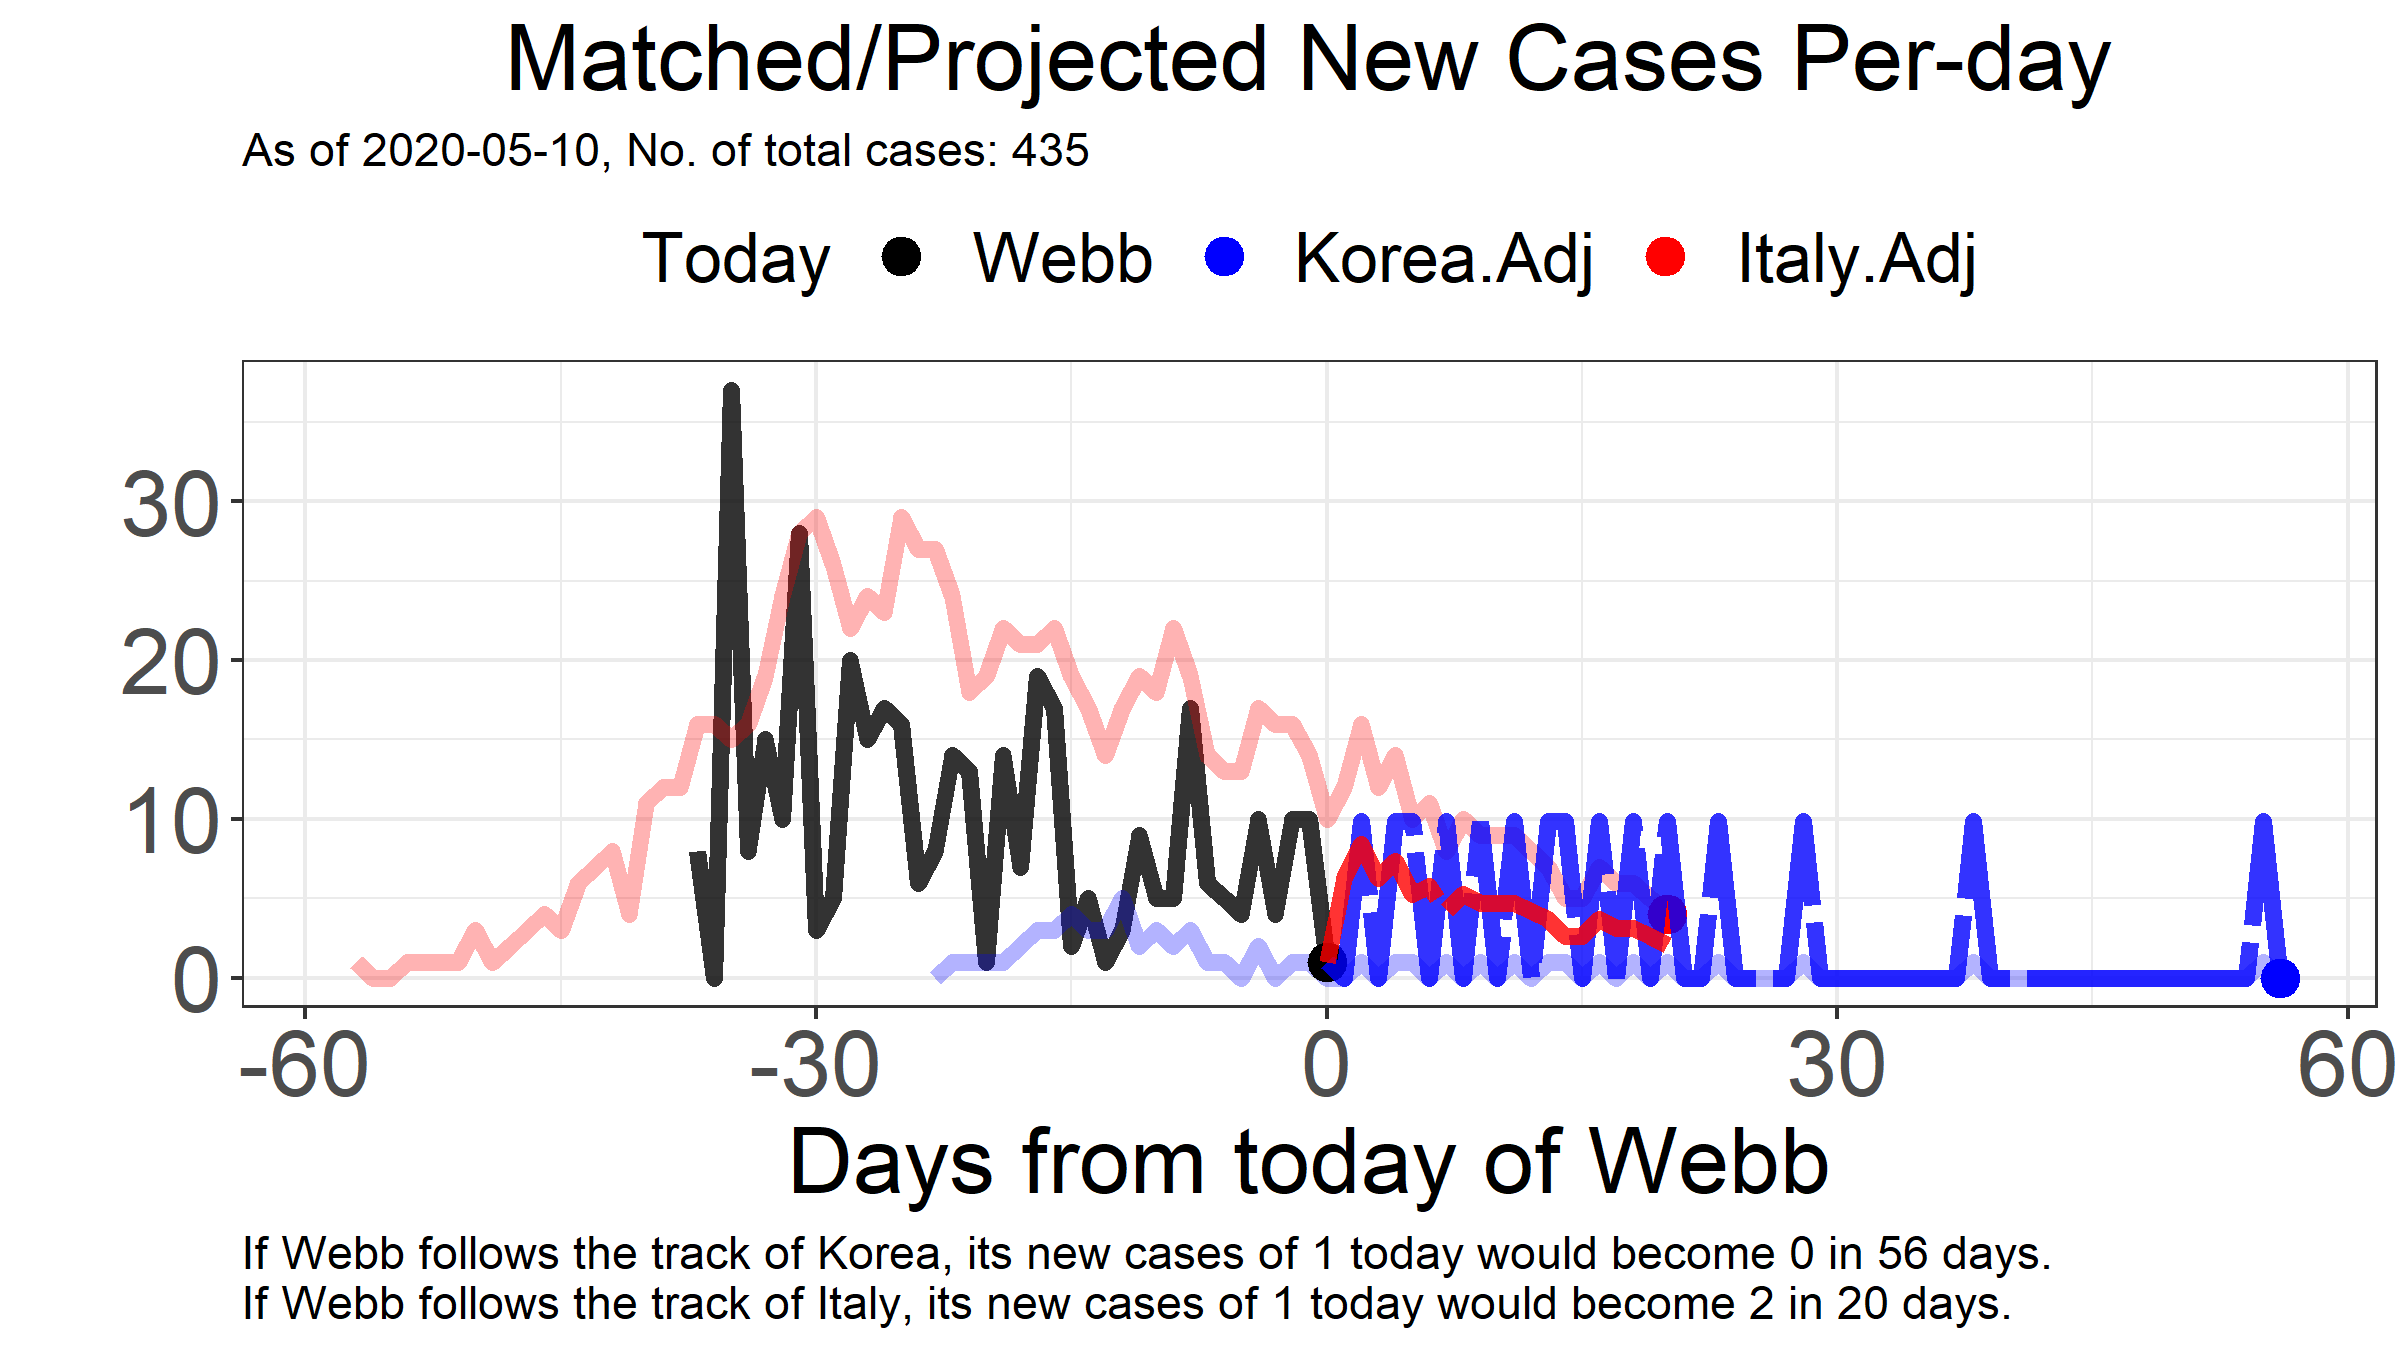 Matched/Projected New Cases Per-day
As of 2020-05-10, No. of total cases: 435
Today Webb Korea.Adj Italy.Adj
30
20
10
0
-60 -30 0 30 60
Days from today of Webb
If Webb follows the track of Korea, its new cases of 1 today would become 0 in 56 days.
If Webb follows the track of Italy, its new cases of 1 today would become 2 in 20 days.